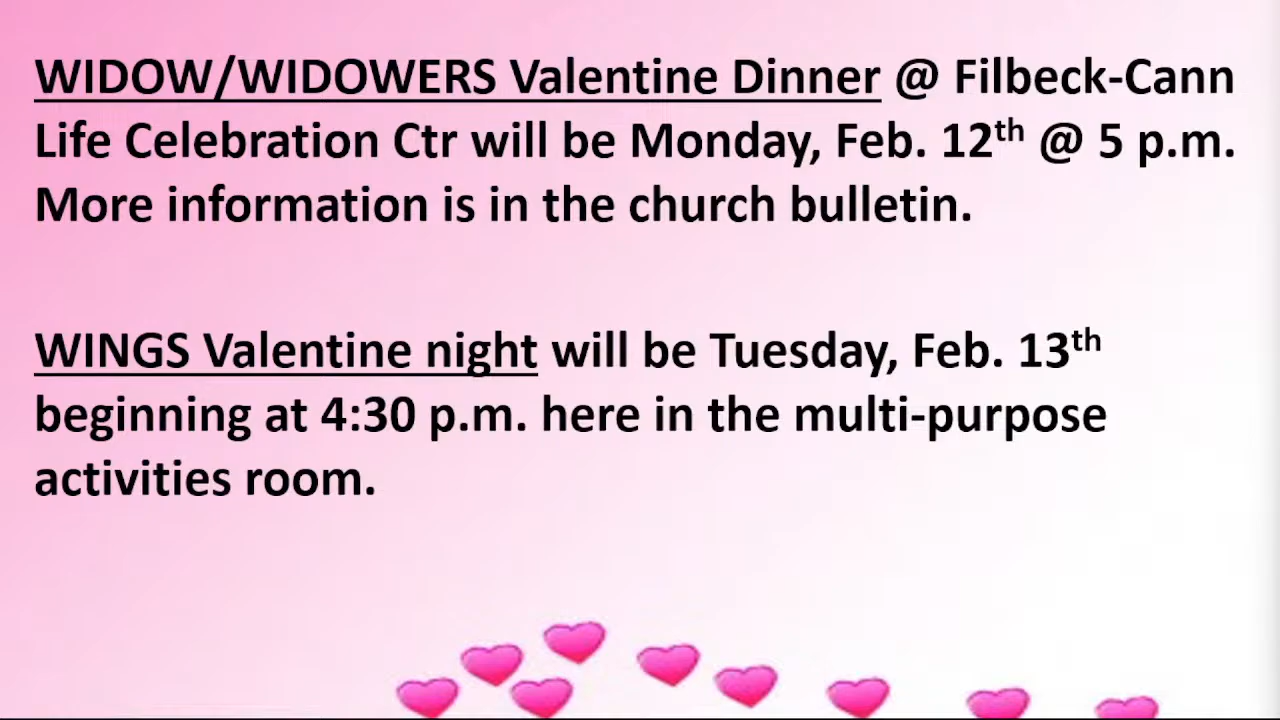 WIDOW/WIDOWERS Valentine Dinner @ Filbeck-Cann
Life Celebration Ctr will be Monday, Feb. 12th @ 5 p.m.
More information is in the church bulletin.
WINGS Valentine night will be Tuesday, Feb. 13th
beginning at 4:30 p.m. here in the multi-purpose
activities room.